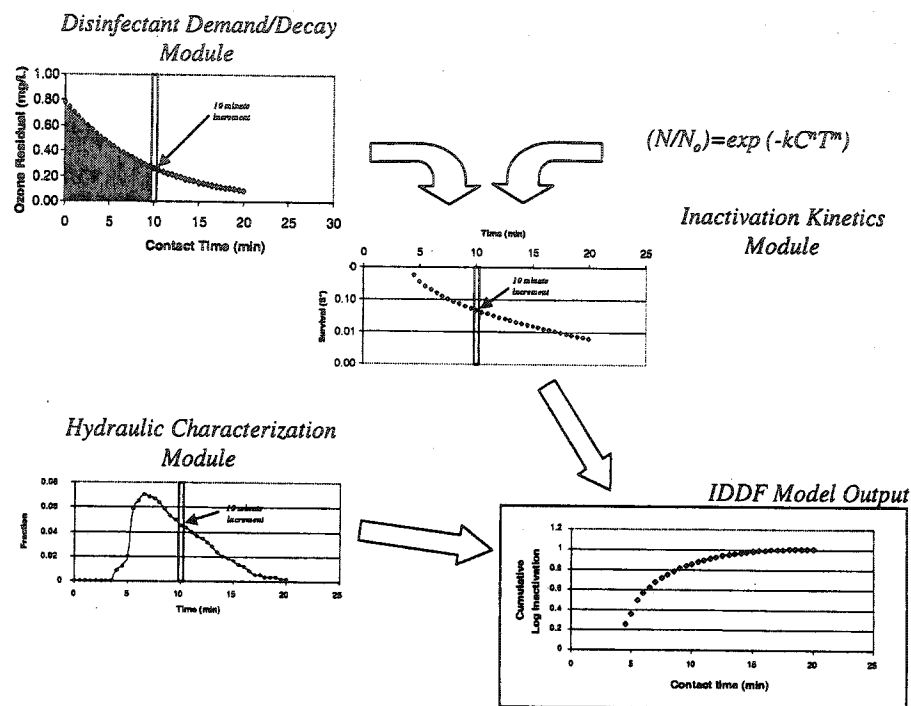 Disinfectant Demand/Decay
Module
Ozone Residual (mg/L)
1.00
0.80
0.60
0.40
0.20
0.00
10 minute
increment
0 5 10 15 20 25 30
Contact Time (min)
(N/No)=exp (-kCⁿTᵐ)
Inactivation Kinetics
Module
Time (min)
0 5 10 15 20 25
Survival (S*)
0
0.10
0.01
0.00
10 minute
increment
Hydraulic Characterization
Module
Fraction
0.08
0.06
0.04
0.02
0
10 minute
increment
0 5 10 15 20 25
Time (min)
IDDF Model Output
Cumulative
Log Inactivation
1.2
1
0.8
0.6
0.4
0.2
0
0 5 10 15 20 25
Contact time (min)